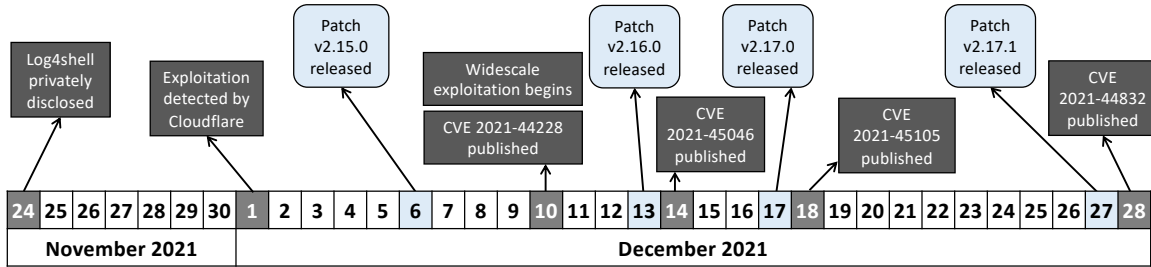 Log4shell
privately
disclosed
Exploitation
detected by
Cloudflare
Patch
v2.15.0
released
Widescale
exploitation begins
CVE 2021-44228
published
Patch
v2.16.0
released
CVE
2021-45046
published
Patch
v2.17.0
released
CVE
2021-45105
published
Patch
v2.17.1
released
CVE
2021-44832
published
24 25 26 27 28 29 30 1 2 3 4 5 6 7 8 9 10 11 12 13 14 15 16 17 18 19 20 21 22 23 24 25 26 27 28
November 2021 December 2021